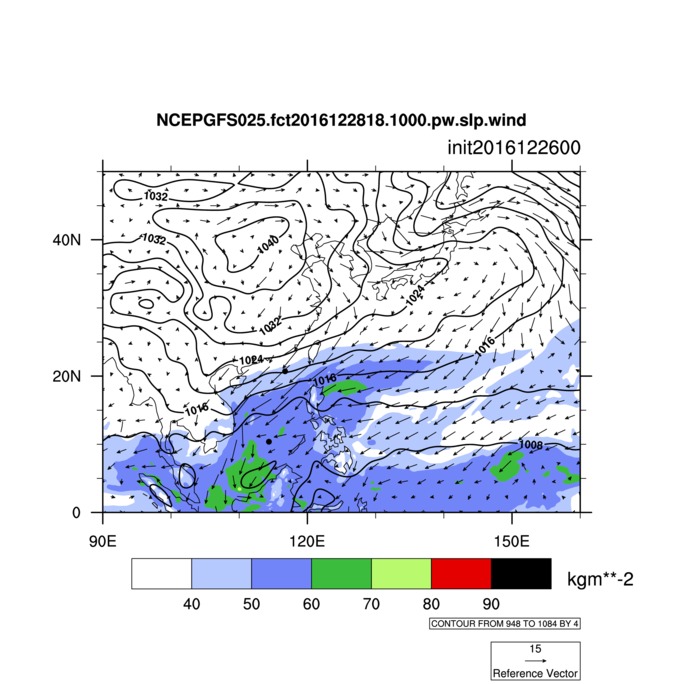 NCEPGFS025.fct2016122818.1000.pw.slp.wind
init2016122600
1032
40N
1032
1040
1024
1032
1016
1024
20N
1016
1016
1008
0
90E 120E 150E
40 50 60 70 80 90
kgm**-2
CONTOUR FROM 948 TO 1084 BY 4
15
Reference Vector